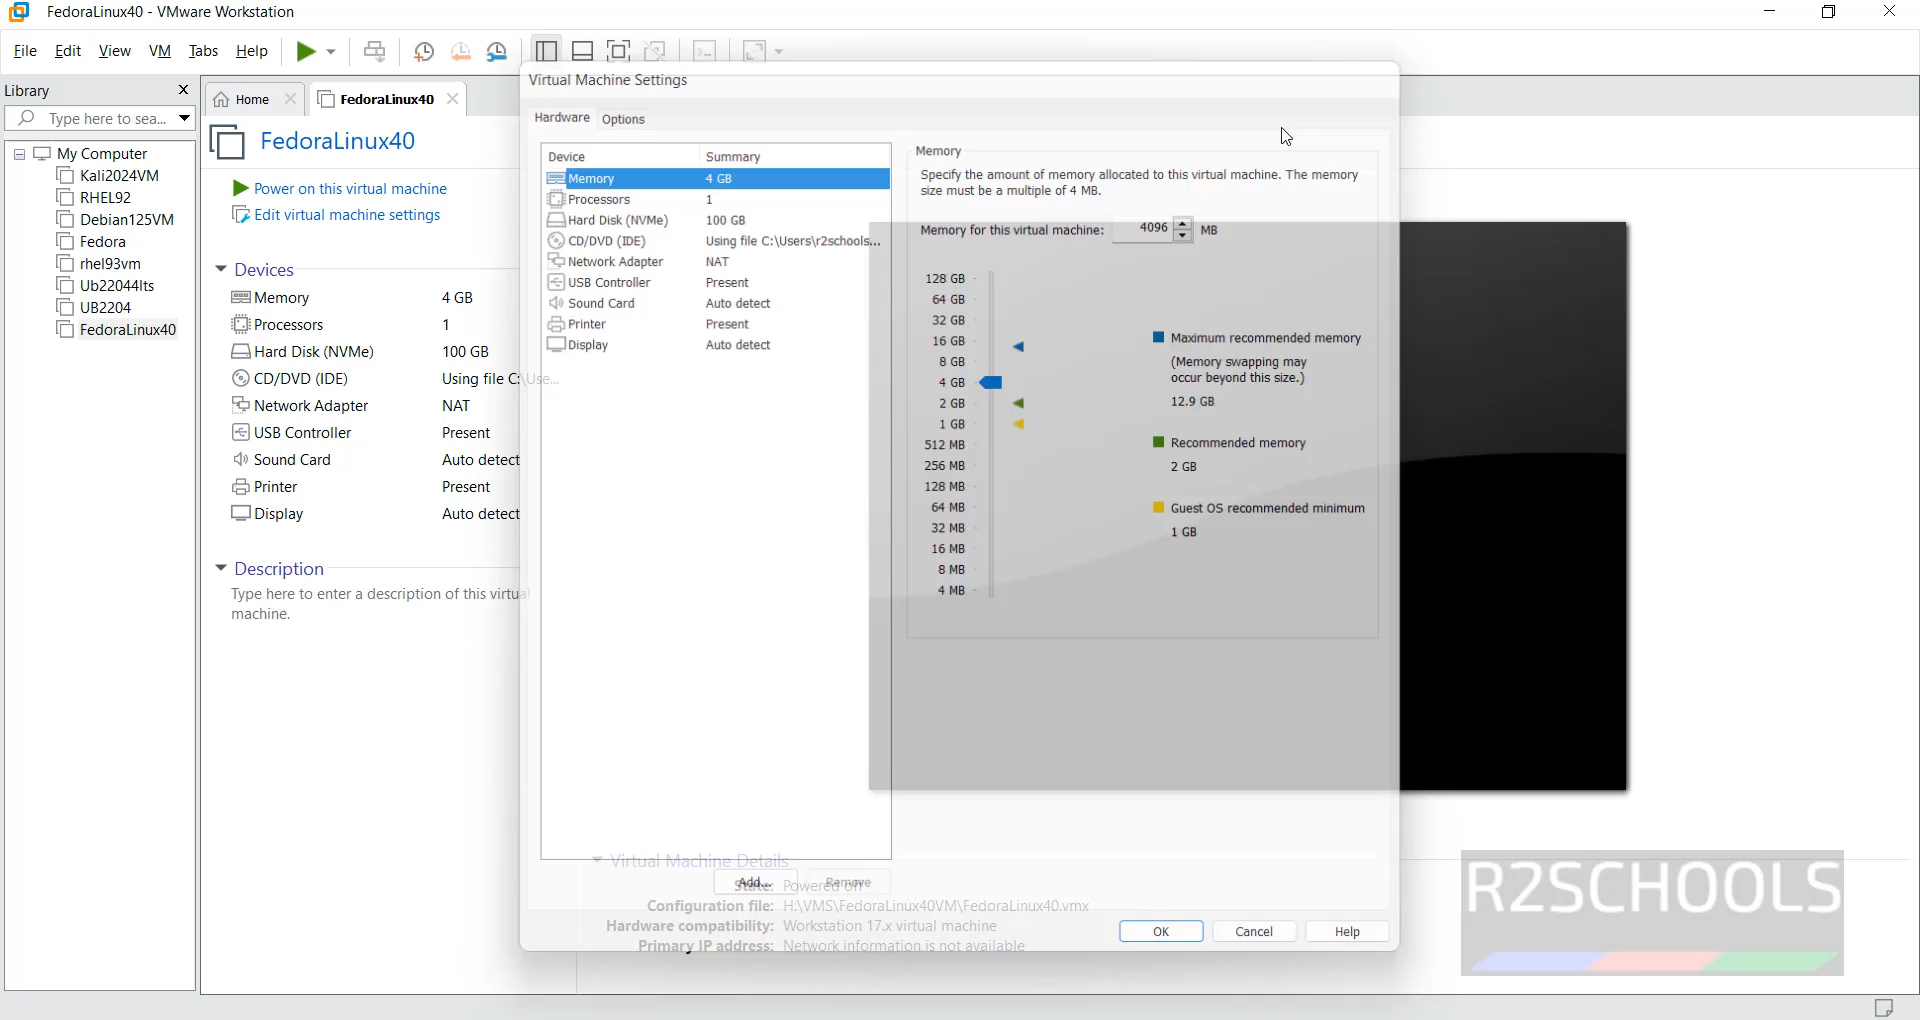 FedoraLinux40 - VMware Workstation
File Edit View VM Tabs Help
Library
Type here to sea...
My Computer
Kali2024VM
RHEL92
Debian125VM
Fedora
rhel93vm
Ub22044lts
UB2204
FedoraLinux40
Home
FedoraLinux40
FedoraLinux40
Power on this virtual machine
Edit virtual machine settings
Devices
Memory 4 GB
Processors 1
Hard Disk (NVMe) 100 GB
CD/DVD (IDE) Using file C:\Use...
Network Adapter NAT
USB Controller Present
Sound Card Auto detect
Printer Present
Display Auto detect
Description
Type here to enter a description of this virtual
machine.
Virtual Machine Settings
Hardware Options
Device Summary
Memory 4 GB
Processors 1
Hard Disk (NVMe) 100 GB
CD/DVD (IDE) Using file C:\Users\r2schools...
Network Adapter NAT
USB Controller Present
Sound Card Auto detect
Printer Present
Display Auto detect
Memory
Specify the amount of memory allocated to this virtual machine. The memory
size must be a multiple of 4 MB.
Memory for this virtual machine: 4096 MB
128 GB
64 GB
32 GB
16 GB
8 GB
4 GB
2 GB
1 GB
512 MB
256 MB
128 MB
64 MB
32 MB
16 MB
8 MB
4 MB
Maximum recommended memory
(Memory swapping may
occur beyond this size.)
12.9 GB
Recommended memory
2 GB
Guest OS recommended minimum
1 GB
Virtual Machine Details
Add... Remove
State: Powered off
Configuration file: H:\VMS\FedoraLinux40VM\FedoraLinux40.vmx
Hardware compatibility: Workstation 17.x virtual machine
Primary IP address: Network information is not available
OK Cancel Help
R2SCHOOLS